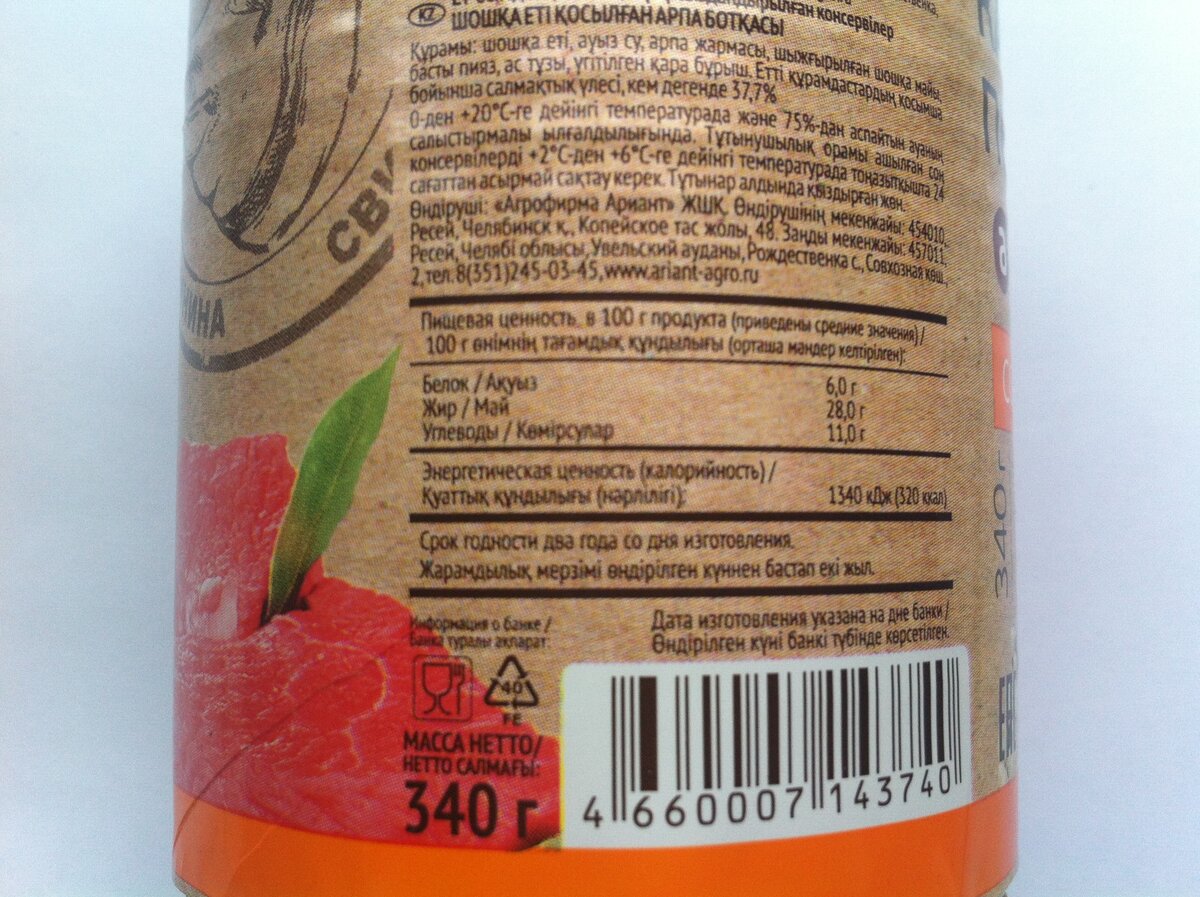 KZ
ШОШҚА ЕТІ ҚОСЫЛҒАН АРПА БОТҚАСЫ
консервілер
Құрамы: шошқа еті, ауыз су, арпа жармасы, шыжғырылған шошқа майы,
басты пияз, ас тұзы, үгітілген қара бұрыш. Етті құрамдастардың қосымша
бойынша салмақтық үлесі, кем дегенде 37,7%
0-ден +20°С-ге дейінгі температурада және 75%-дан аспайтын ауаның
салыстырмалы ылғалдылығында. Тұтынушылық орамы ашылған соң
консервілерді +2°С-ден +6°С-ге дейінгі температурада тоңазытқышта 24
сағаттан асырмай сақтау керек. Тұтынар алдында қыздырған жөн.
Өндіруші: «Агрофирма Ариант» ЖШҚ. Өндірушінің мекенжайы: 454010,
Ресей, Челябинск қ., Копейское тас жолы, 48. Заңды мекенжайы: 457011,
Ресей, Челябі облысы, Увельский ауданы, Рождественка с., Совхозная көш.,
2, тел. 8(351)245-03-45, www.ariant-agro.ru
Пищевая ценность в 100 г продукта (приведены средние значения) /
100 г өнімнің тағамдық құндылығы (орташа мәндер келтірілген):
Белок / Ақуыз 6,0 г
Жир / Май 28,0 г
Углеводы / Көмірсулар 11,0 г
Энергетическая ценность (калорийность) /
Қуаттық құндылығы (нәрлілігі): 1340 кДж (320 ккал)
Срок годности два года со дня изготовления.
Жарамдылық мерзімі өндірілген күннен бастап екі жыл.
Информация о банке /
Банка туралы ақпарат:
Дата изготовления указана на дне банки /
Өндірілген күні банкі түбінде көрсетілген.
40
FE
МАССА НЕТТО/
НЕТТО САЛМАҒЫ:
340 г
4 660007 143740
340 г